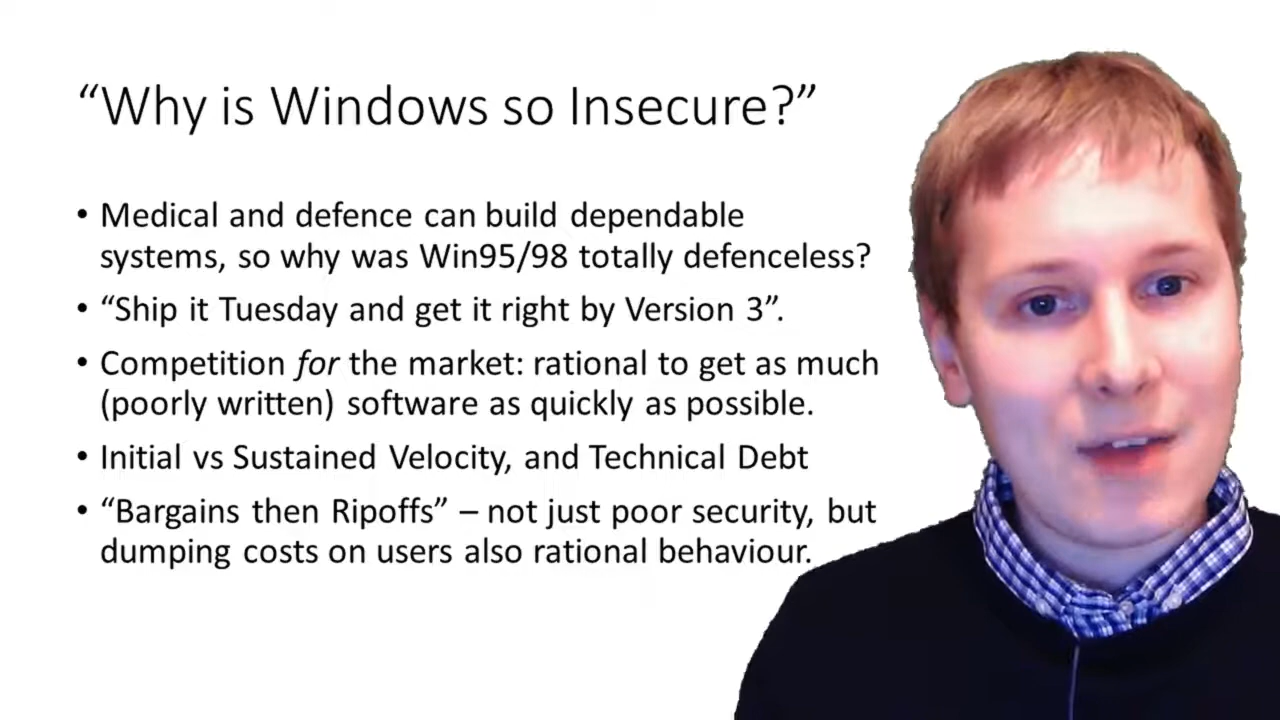 “Why is Windows so Insecure?”
• Medical and defence can build dependable
systems, so why was Win95/98 totally defenceless?
• “Ship it Tuesday and get it right by Version 3”.
• Competition for the market: rational to get as much
(poorly written) software as quickly as possible.
• Initial vs Sustained Velocity, and Technical Debt
• “Bargains then Ripoffs” – not just poor security, but
dumping costs on users also rational behaviour.